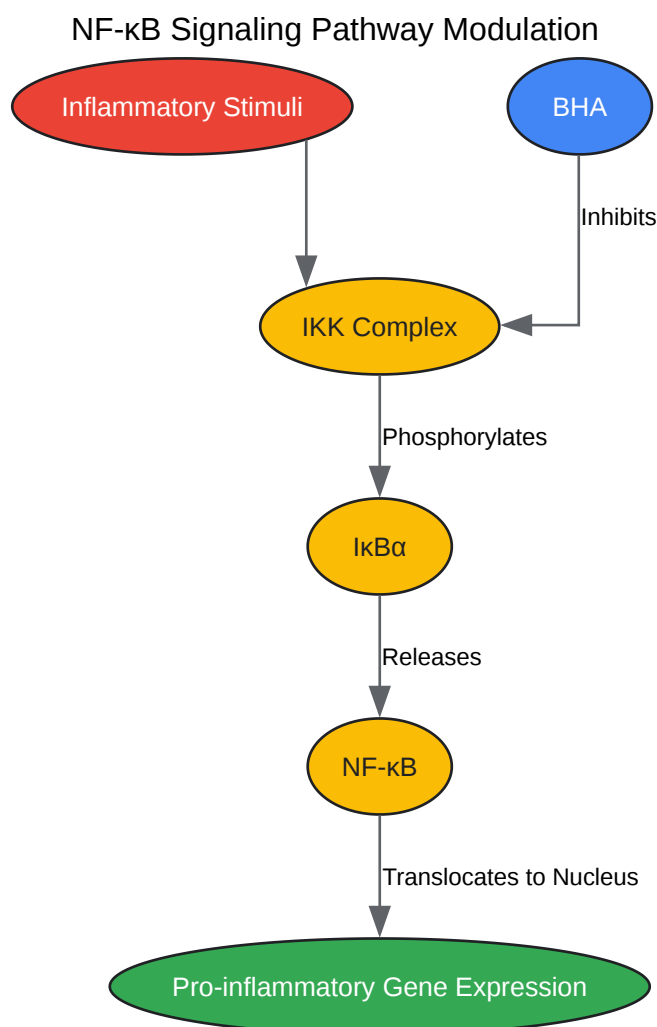 NF-κB Signaling Pathway Modulation
Inflammatory Stimuli
BHA
Inhibits
IKK Complex
Phosphorylates
IκBα
Releases
NF-κB
Translocates to Nucleus
Pro-inflammatory Gene Expression